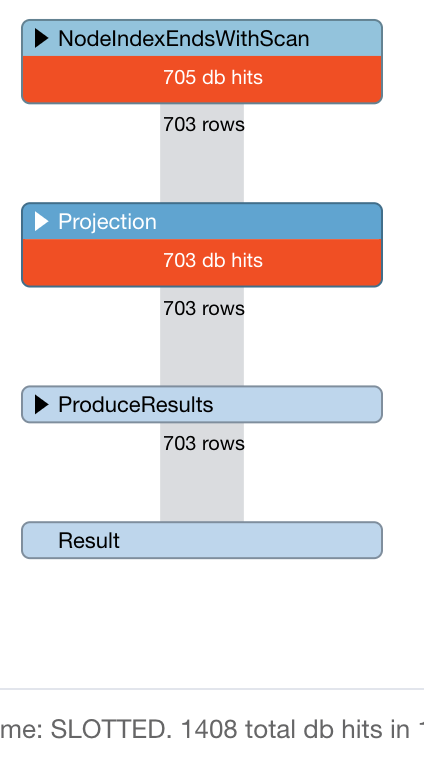 NodeIndexEndsWithScan
705 db hits
703 rows
Projection
703 db hits
703 rows
ProduceResults
703 rows
Result
me: SLOTTED. 1408 total db hits in